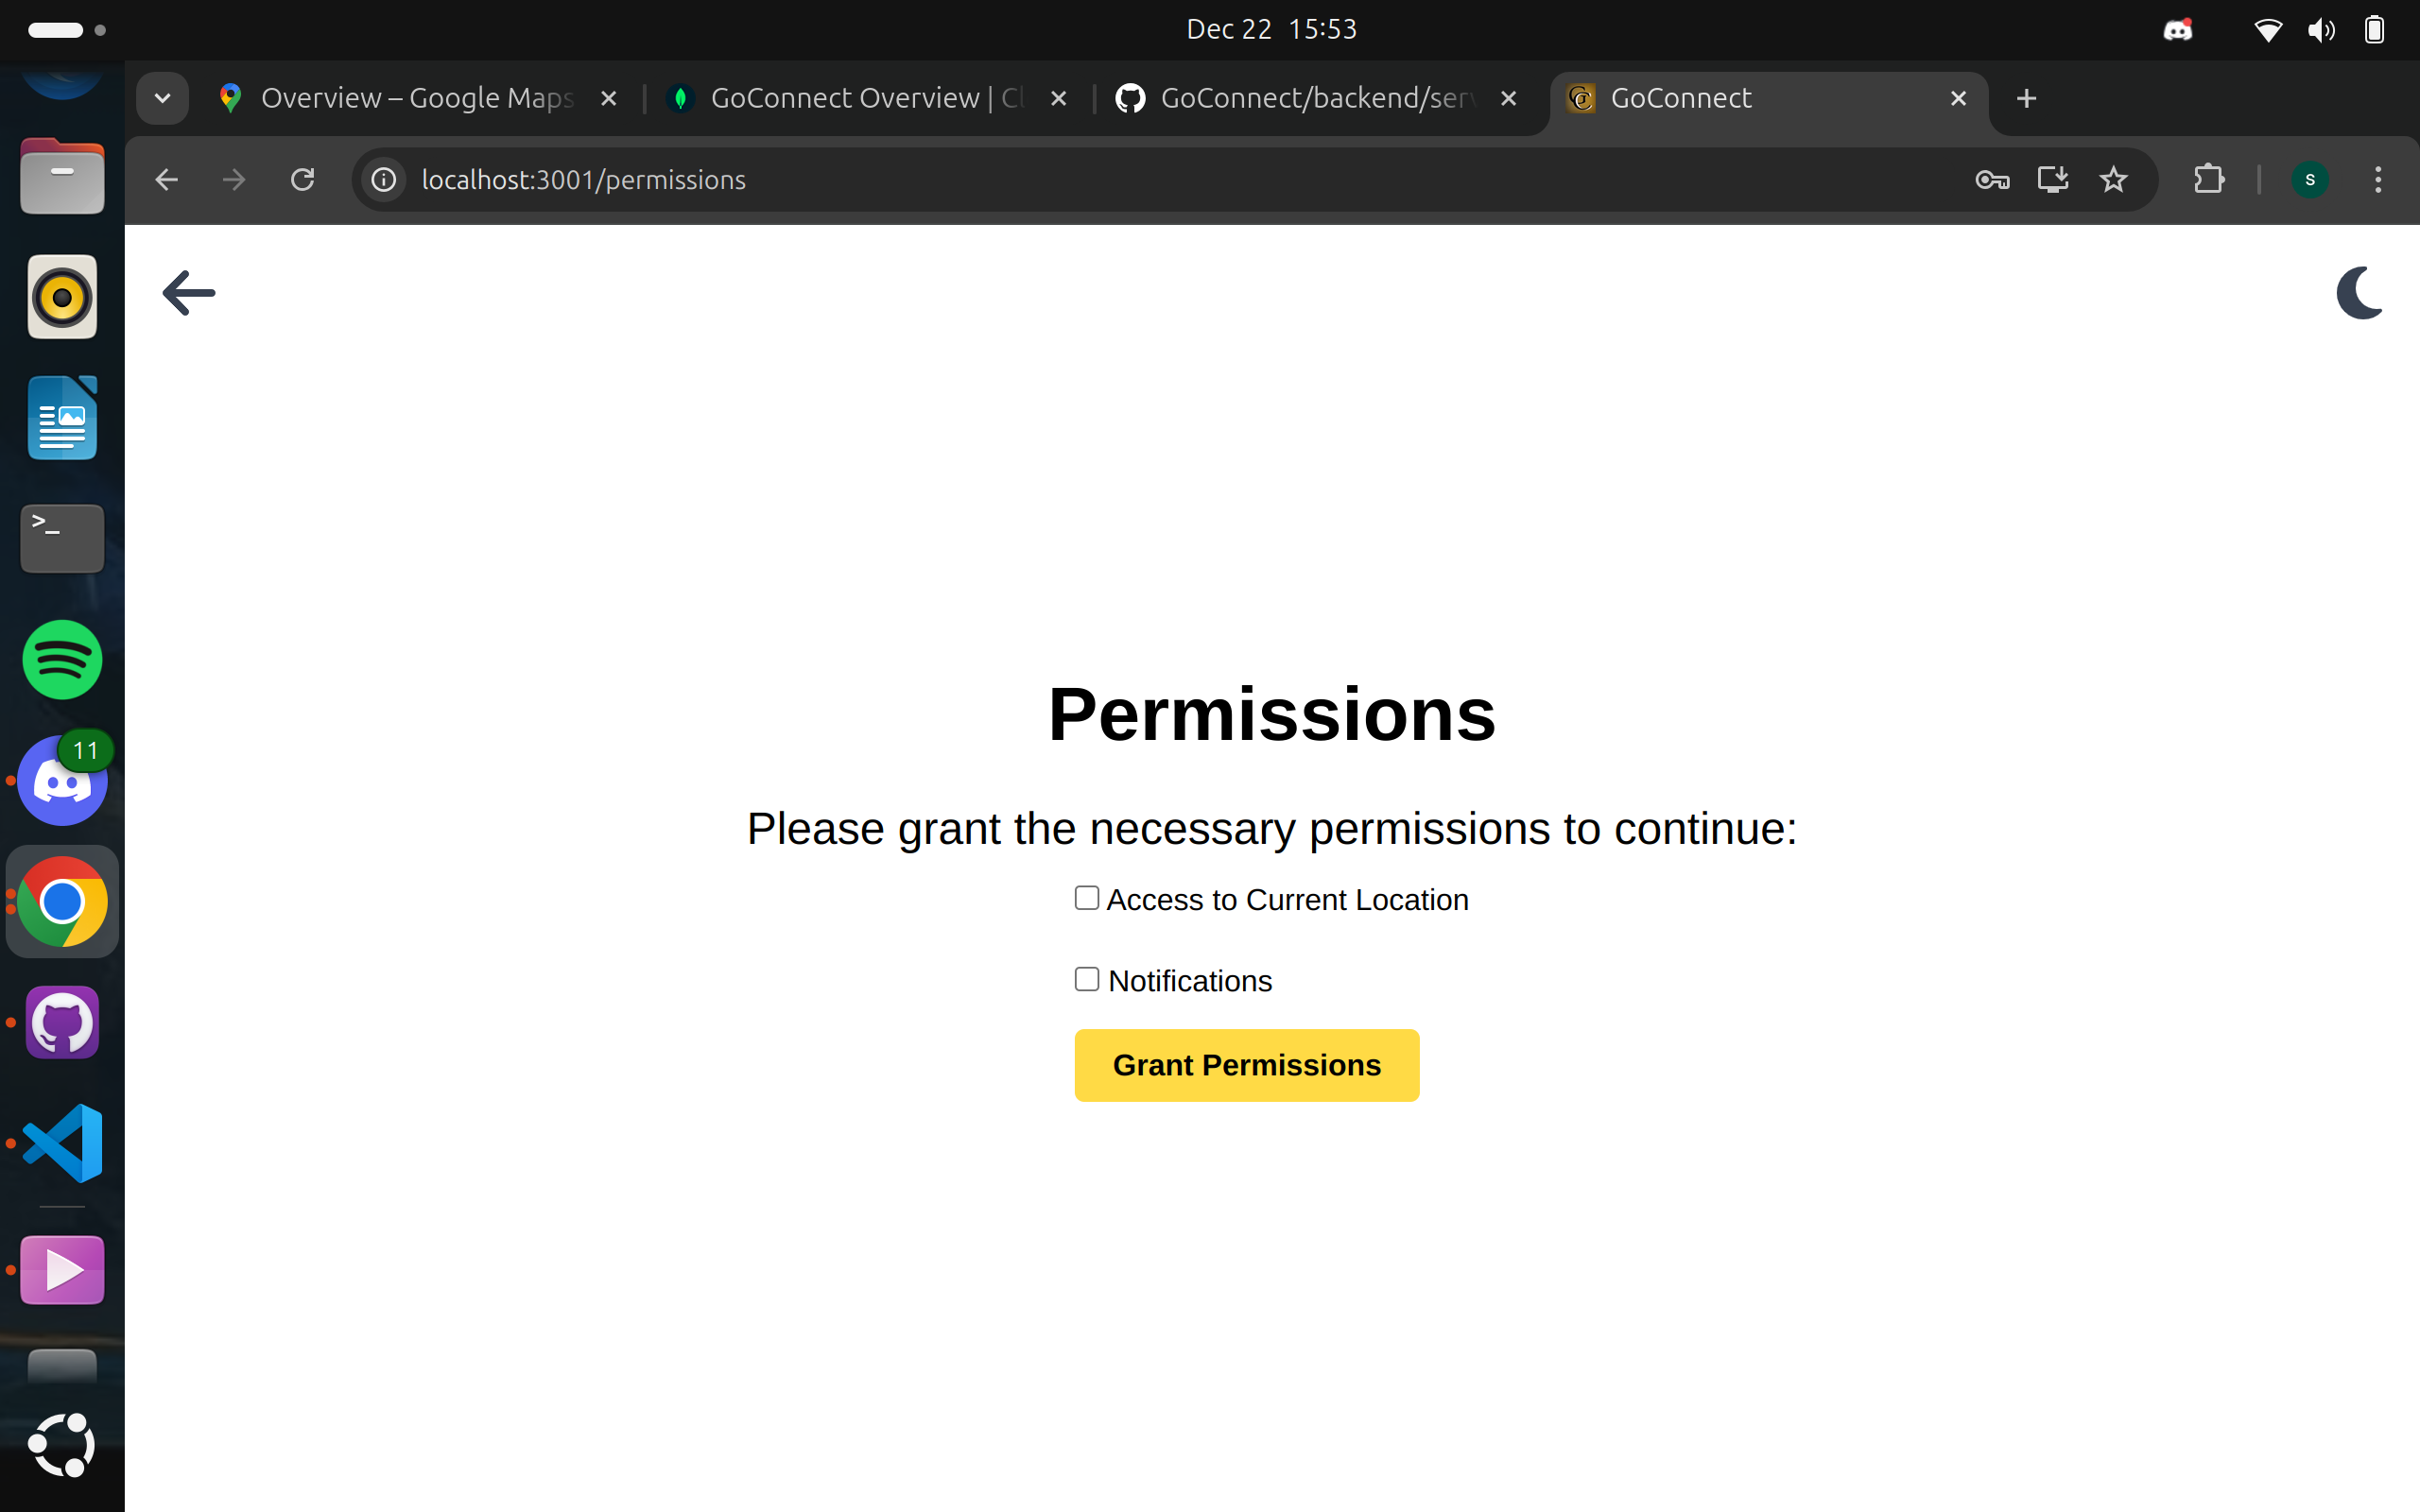 Dec 22 15:53
Overview – Google Maps
GoConnect Overview | Cl
GoConnect/backend/serv
GoConnect
localhost:3001/permissions
S
>_
11
Permissions
Please grant the necessary permissions to continue:
Access to Current Location
Notifications
Grant Permissions